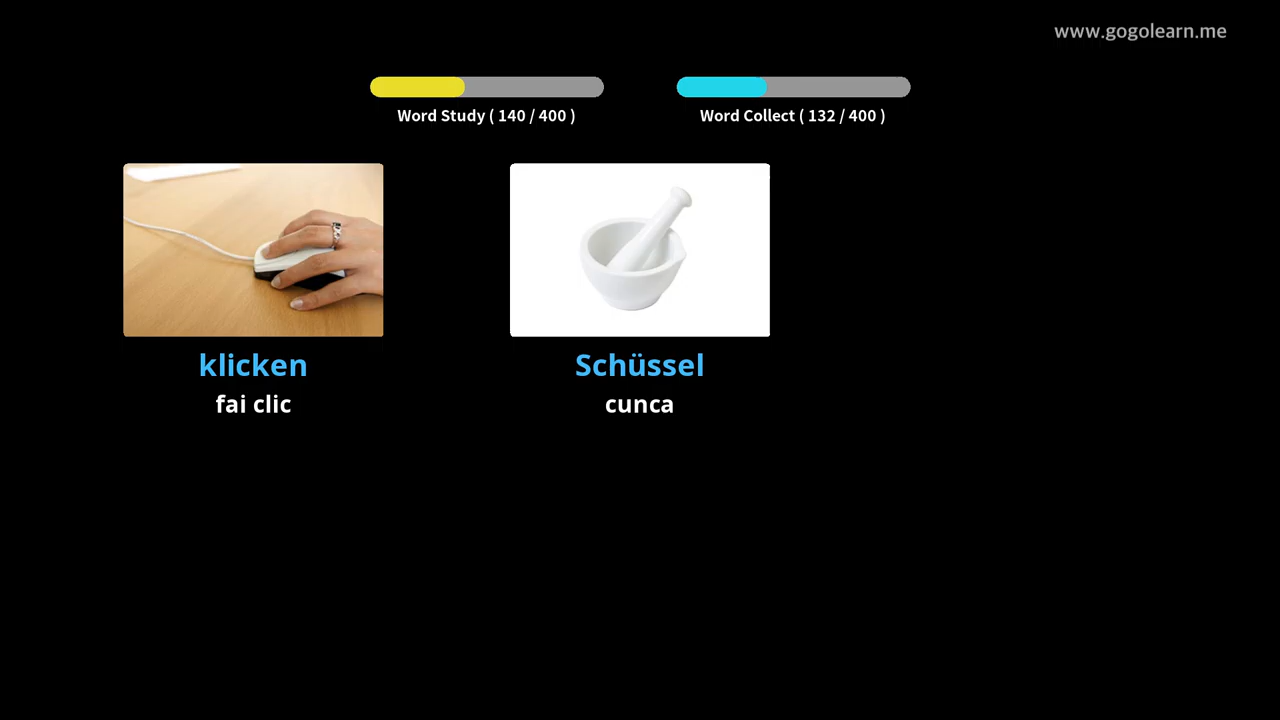 www.gogolearn.me
Word Study ( 140 / 400 )
Word Collect ( 132 / 400 )
klicken
fai clic
Schüssel
cunca